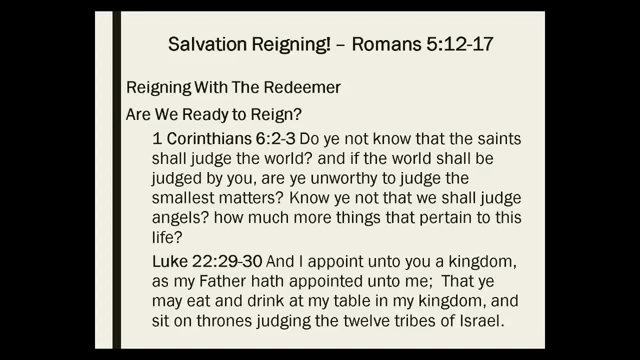 Salvation Reigning! – Romans 5:12-17
Reigning With The Redeemer
Are We Ready to Reign?
1 Corinthians 6:2-3 Do ye not know that the saints
shall judge the world? and if the world shall be
judged by you, are ye unworthy to judge the
smallest matters? Know ye not that we shall judge
angels? how much more things that pertain to this
life?
Luke 22:29-30 And I appoint unto you a kingdom,
as my Father hath appointed unto me;  That ye
may eat and drink at my table in my kingdom, and
sit on thrones judging the twelve tribes of Israel.